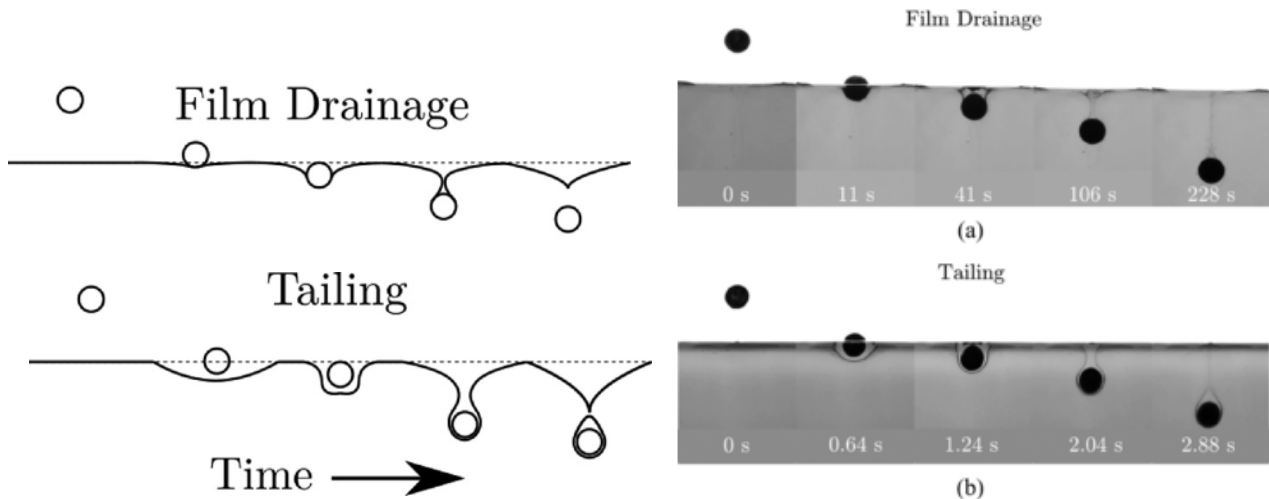 Film Drainage
Tailing
Time
Film Drainage
0 s 11 s 41 s 106 s 228 s
(a)
Tailing
0 s 0.64 s 1.24 s 2.04 s 2.88 s
(b)